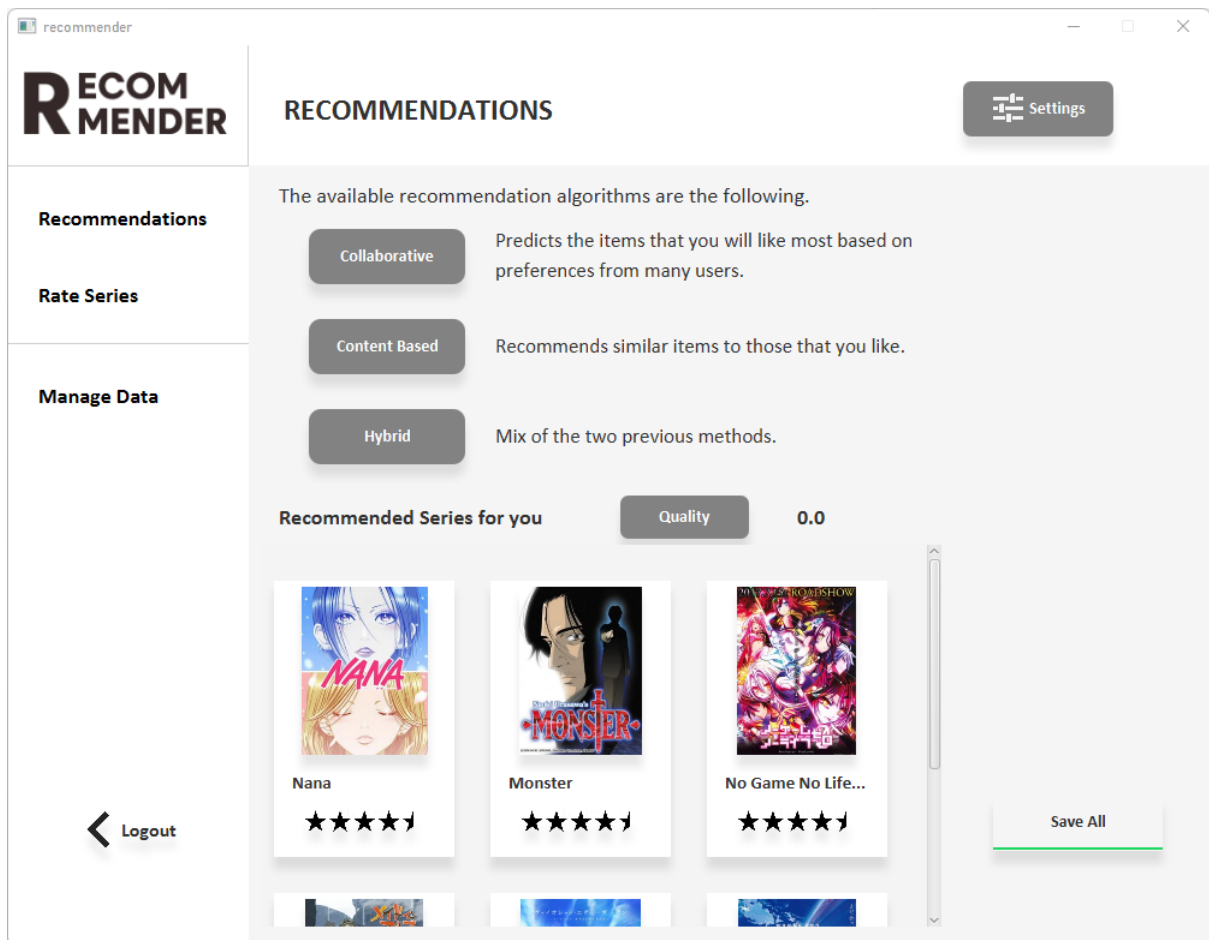 recommender
RECOM
MENDER
RECOMMENDATIONS
Settings
Recommendations
Rate Series
Manage Data
Logout
The available recommendation algorithms are the following.
Collaborative
Predicts the items that you will like most based on
preferences from many users.
Content Based
Recommends similar items to those that you like.
Hybrid
Mix of the two previous methods.
Recommended Series for you
Quality
0.0
NANA
Nana
MONSTER
Monster
ROADSHOW
No Game No Life...
Save All